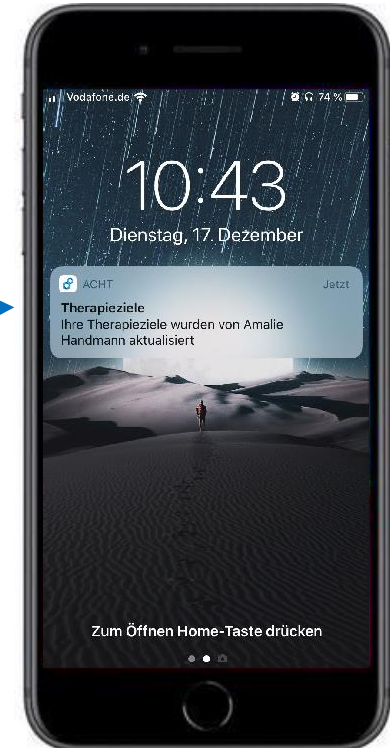 Vodafone.de 74 %
10:43
Dienstag, 17. Dezember
ACHT Jetzt
Therapieziele
Ihre Therapieziele wurden von Amalie
Handmann aktualisiert
Zum Öffnen Home-Taste drücken